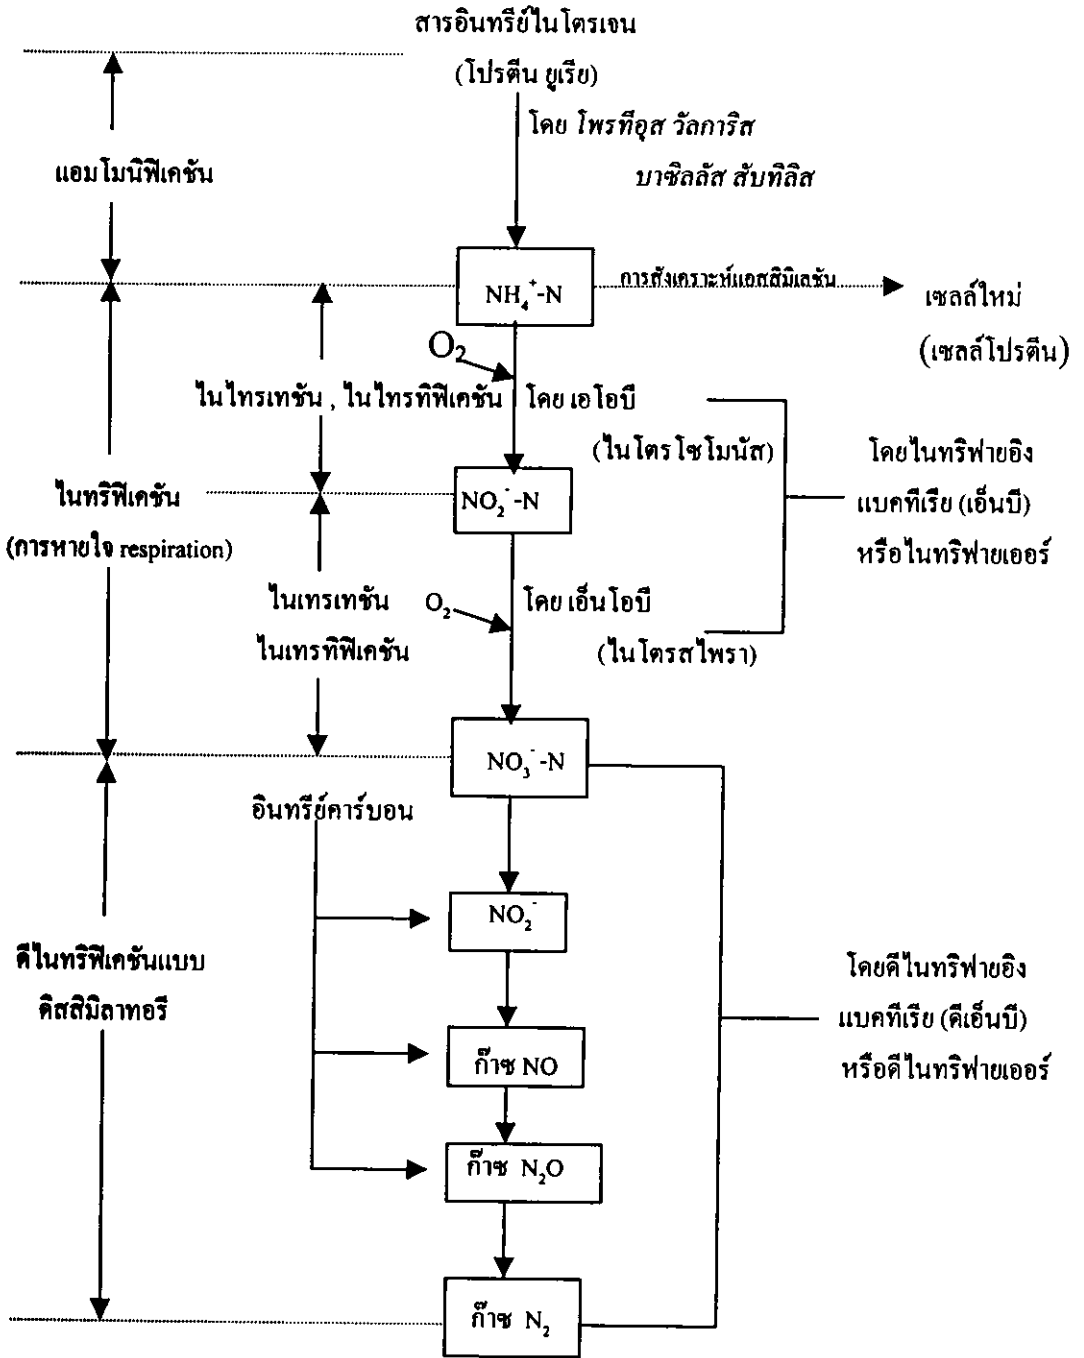 สารอินทรีย์ไนโตรเจน
(โปรตีน ยูเรีย)
โดย โพรทีอุส วัลการิส
บาซิลลัส สับทิลิส
แอมโมนิฟิเคชัน
NH₄⁺-N
การสังเคราะห์แอสสิมิเลชัน
เซลล์ใหม่
(เซลล์โปรตีน)
O₂
ไนไทรเทชัน , ไนไทรทิฟิเคชัน
โดย เอโอบี
(ไนโตรโซโมนัส)
โดยไนทริฟายอิง
แบคทีเรีย (เอ็นบี)
หรือไนทริฟายเออร์
ไนทริฟิเคชัน
(การหายใจ respiration)
NO₂⁻-N
ไนเทรเทชัน
ไนเทรทิฟิเคชัน
O₂
โดย เอ็นโอบี
(ไนโตรสไพรา)
NO₃⁻-N
อินทรีย์คาร์บอน
NO₂⁻
ดีไนทริฟิเคชันแบบ
ดิสสิมิลาทอรี
โดยดีไนทริฟายอิง
แบคทีเรีย (ดีเอ็นบี)
หรือดีไนทริฟายเออร์
ก๊าซ NO
ก๊าซ N₂O
ก๊าซ N₂